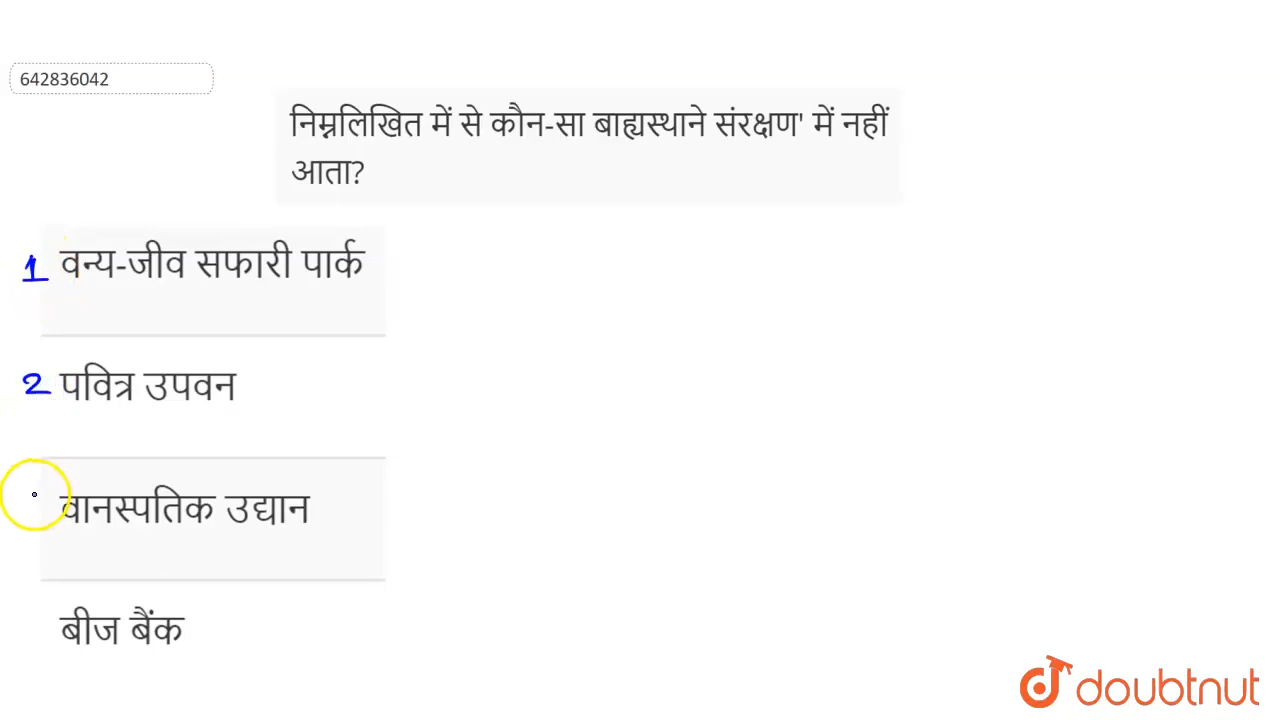 642836042
निम्नलिखित में से कौन-सा बाह्यस्थाने संरक्षण' में नहीं
आता?
1 वन्य-जीव सफारी पार्क
2 पवित्र उपवन
वानस्पतिक उद्यान
बीज बैंक
doubtnut